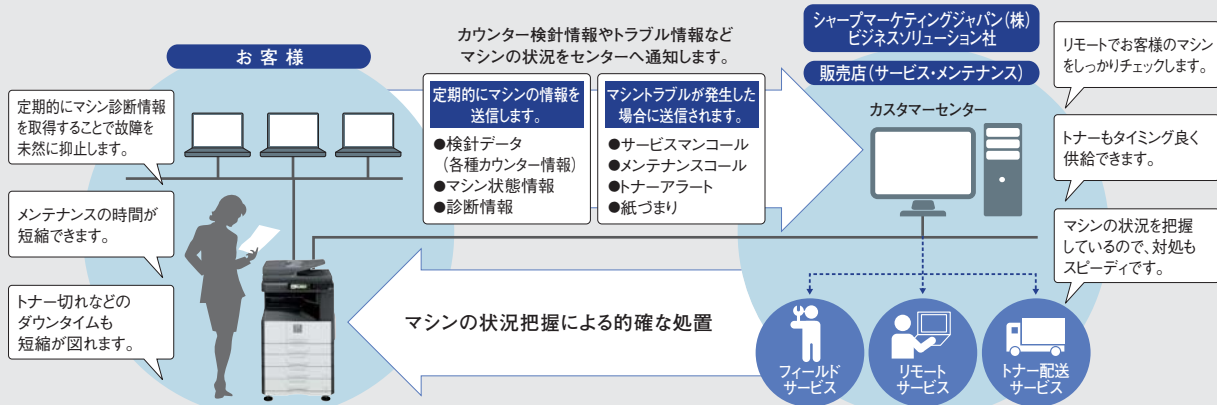 お客様
定期的にマシン診断情報
を取得することで故障を
未然に抑止します。
メンテナンスの時間が
短縮できます。
トナー切れなどの
ダウンタイムも
短縮が図れます。
カウンター検針情報やトラブル情報など
マシンの状況をセンターへ通知します。
定期的にマシンの情報を
送信します。
●検針データ
(各種カウンター情報)
●マシン状態情報
●診断情報
マシントラブルが発生した
場合に送信されます。
●サービスマンコール
●メンテナンスコール
●トナーアラート
●紙づまり
マシンの状況把握による的確な処置
シャープマーケティングジャパン(株)
ビジネスソリューション社
販売店(サービス・メンテナンス)
カスタマーセンター
リモートでお客様のマシン
をしっかりチェックします。
トナーもタイミング良く
供給できます。
マシンの状況を把握
しているので、対処も
スピーディです。
フィールド
サービス
リモート
サービス
トナー配送
サービス